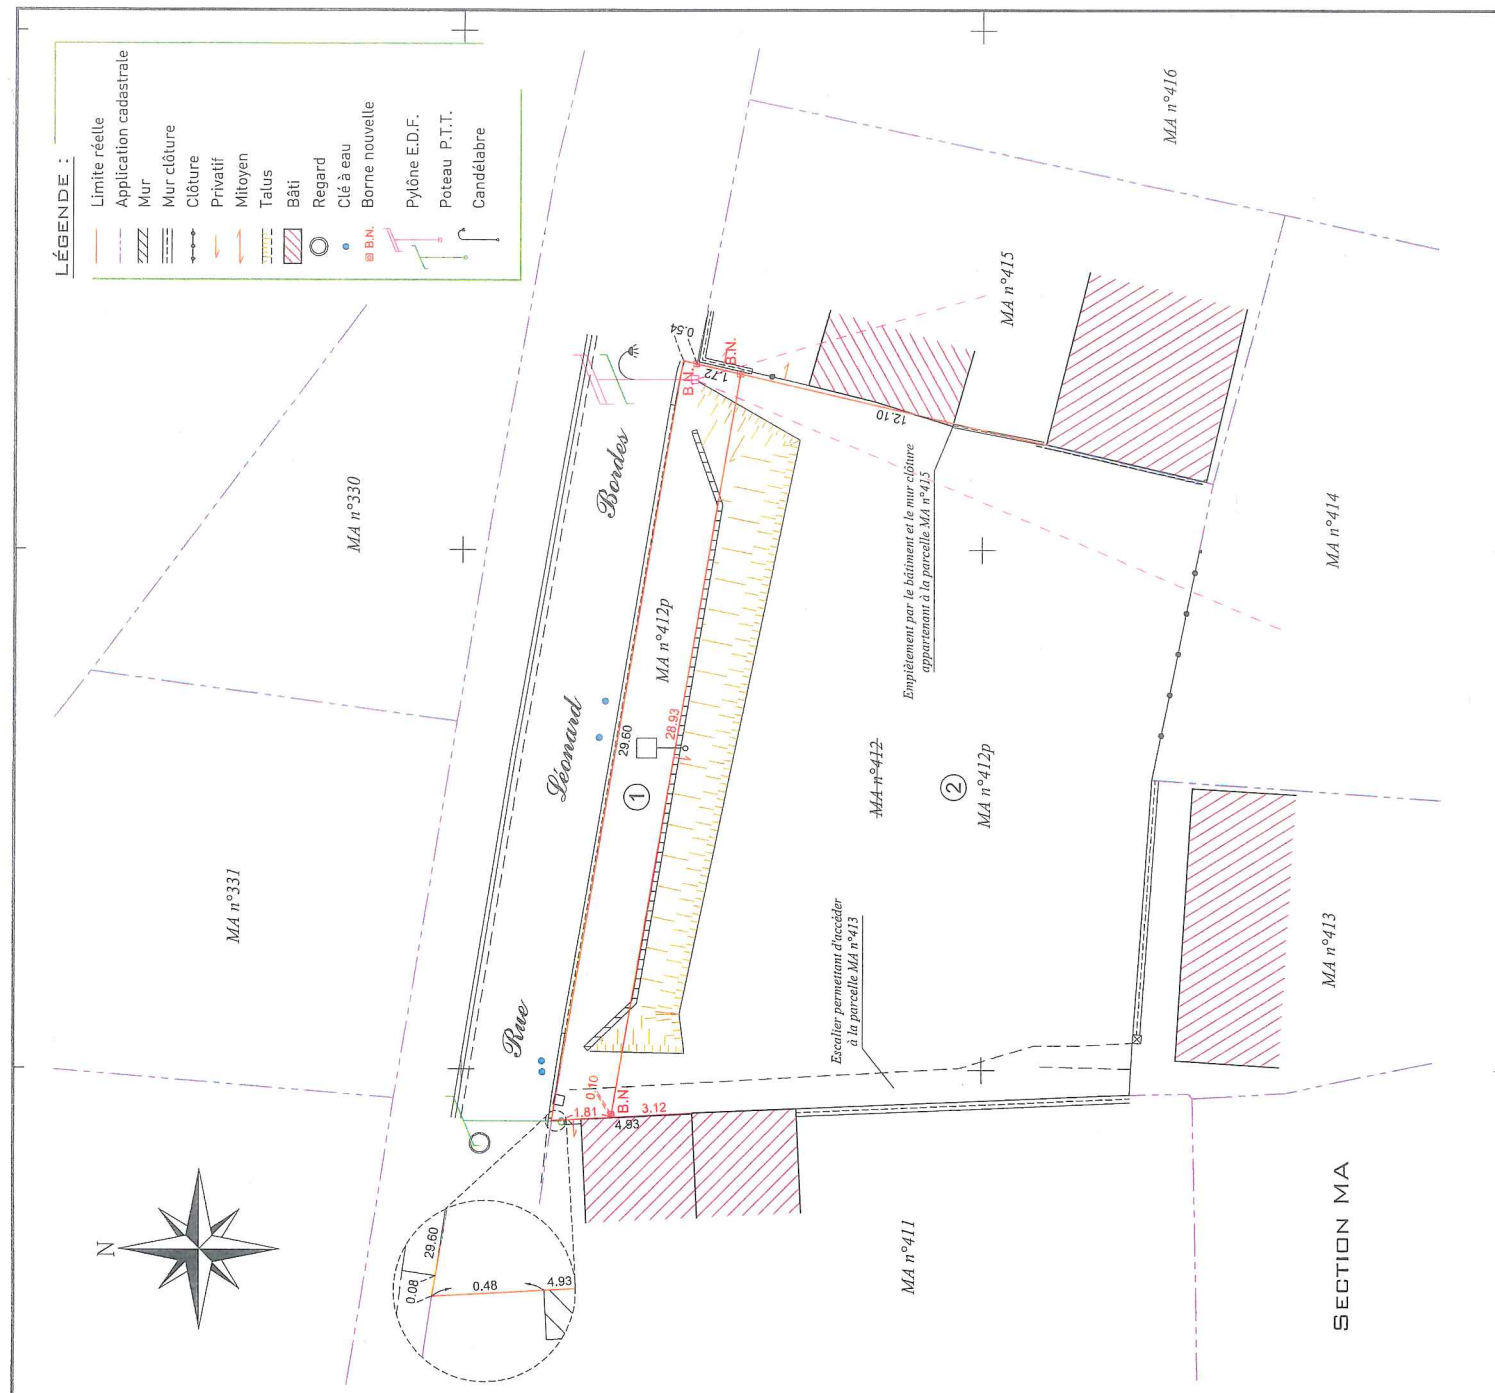 LÉGENDE :
Limite réelle
Application cadastrale
Mur
Mur clôture
Clôture
Privatif
Mitoyen
Talus
Bâti
Regard
Clé à eau
B.N. Borne nouvelle
Pylône E.D.F.
Poteau P.T.T.
Candélabre
MA n°331
MA n°330
MA n°416
MA n°415
MA n°414
MA n°413
MA n°411
Rue Léonard Bordes
MA n°412p
1
29.60
28.93
0.54
B.N.
1.72
B.N.
12.10
Empiètement par le bâtiment et le mur clôture
appartenant à la parcelle MA n°415
MA n°412
2
MA n°412p
Escalier permettant d'accèder
à la parcelle MA n°413
0.10
1.81
B.N.
3.12
4.93
N
0.08
29.60
0.48
4.93
SECTION MA